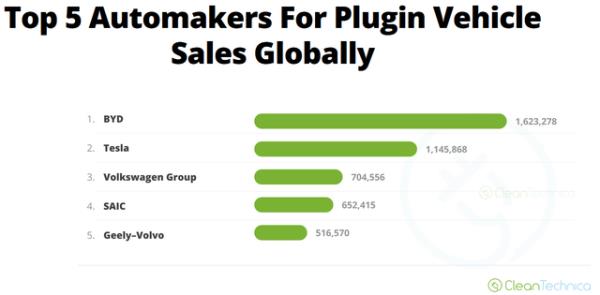 Top 5 Automakers For Plugin Vehicle
Sales Globally
1. BYD 1,623,278
2. Tesla 1,145,868
3. Volkswagen Group 704,556
CleanTechnica
4. SAIC 652,415
5. Geely–Volvo 516,570
CleanTechnica